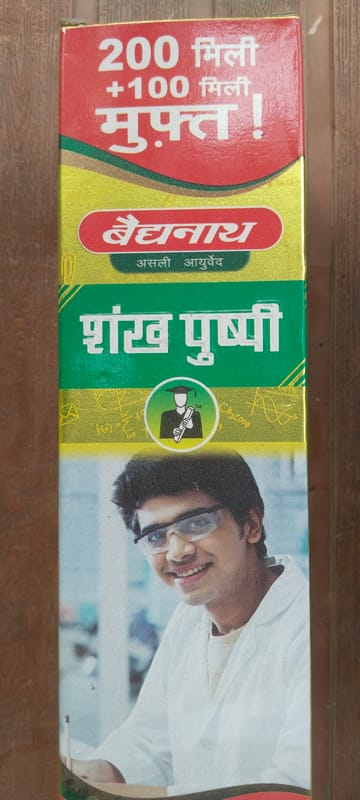 200 मिली
+100 मिली
मुफ़्त !
बैद्यनाथ
असली आयुर्वेद
शंख पुष्पी